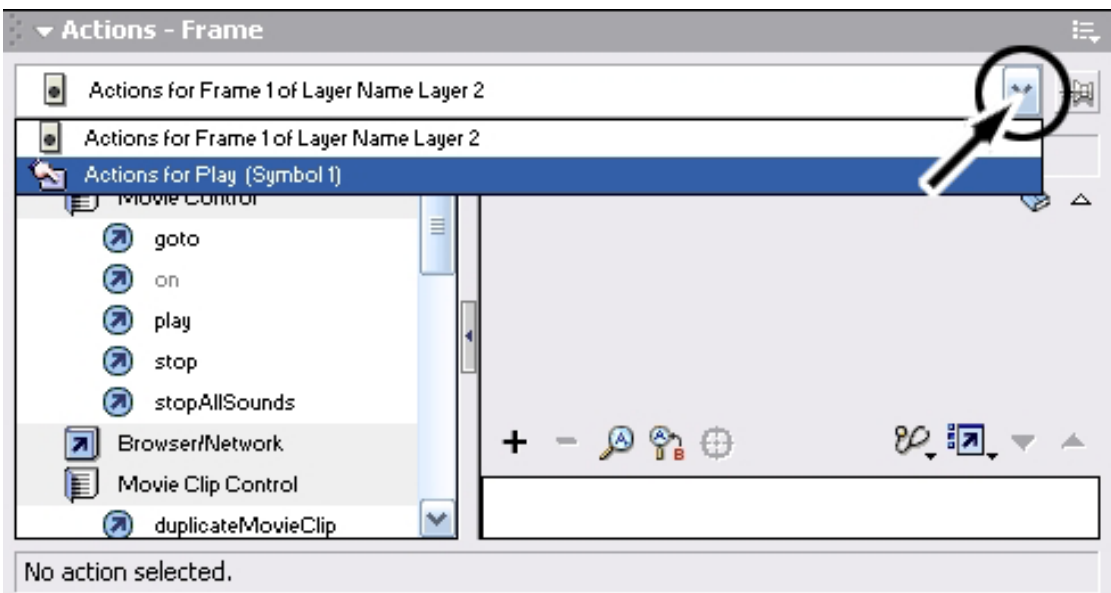 Actions - Frame
Actions for Frame 1 of Layer Name Layer 2
Actions for Frame 1 of Layer Name Layer 2
Actions for Play (Symbol 1)
Movie Control
goto
on
play
stop
stopAllSounds
Browser/Network
Movie Clip Control
duplicateMovieClip
No action selected.